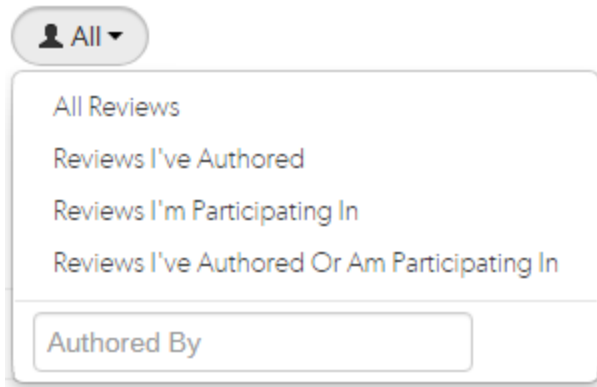 All
All Reviews
Reviews I've Authored
Reviews I'm Participating In
Reviews I've Authored Or Am Participating In
Authored By